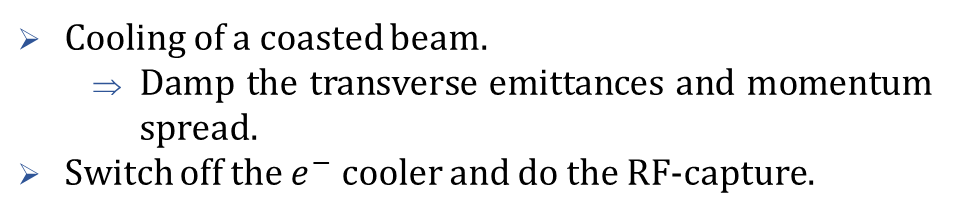 ➢ Cooling of a coasted beam.
⇒ Damp the transverse emittances and momentum
spread.
➢ Switch off the e⁻ cooler and do the RF-capture.